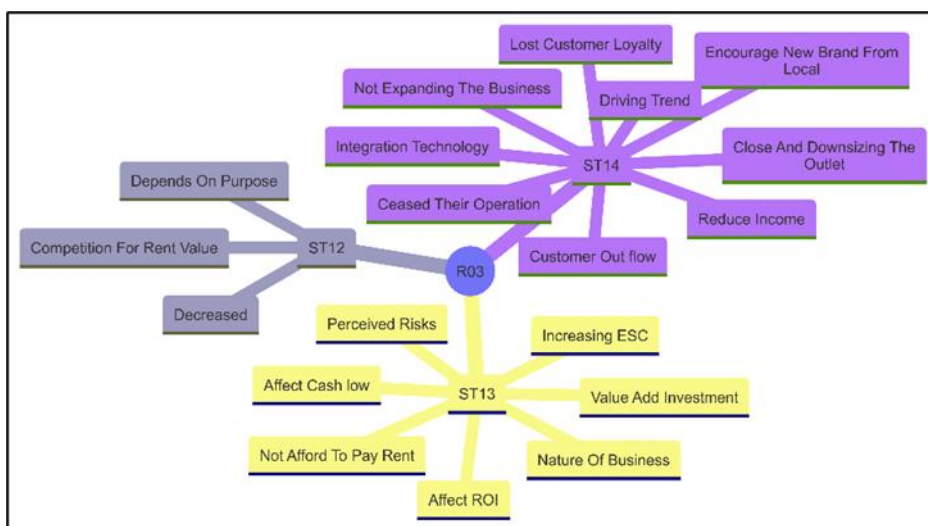 Lost Customer Loyalty
Encourage New Brand From
Local
Not Expanding The Business
Driving Trend
Integration Technology
ST14
Close And Downsizing The
Outlet
Depends On Purpose
Ceased Their Operation
Reduce Income
Competition For Rent Value
ST12
Customer Out flow
R03
Decreased
Perceived Risks
Increasing ESC
Affect Cash low
ST13
Value Add Investment
Not Afford To Pay Rent
Nature Of Business
Affect ROI